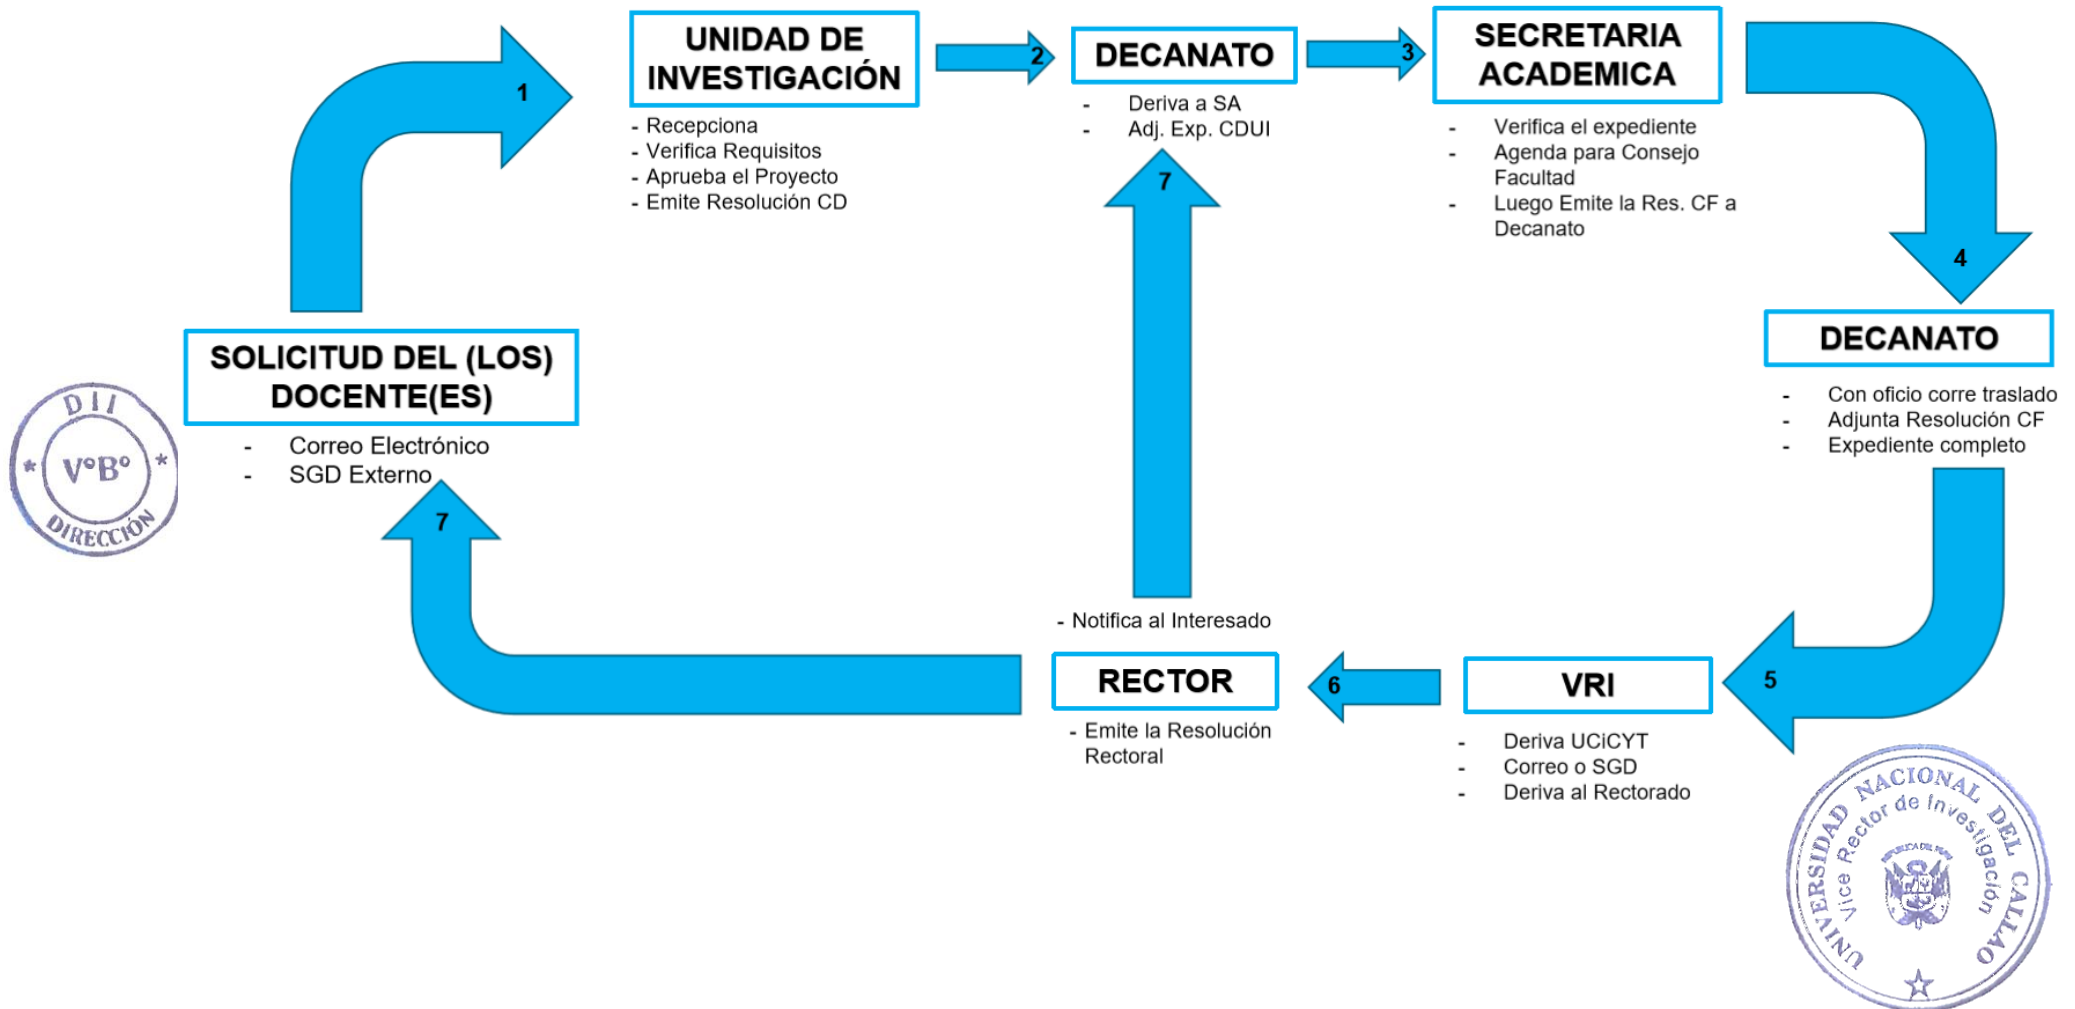 1
UNIDAD DE
INVESTIGACIÓN
- Recepciona
- Verifica Requisitos
- Aprueba el Proyecto
- Emite Resolución CD
2
DECANATO
- Deriva a SA
- Adj. Exp. CDUI
3
SECRETARIA
ACADEMICA
- Verifica el expediente
- Agenda para Consejo
Facultad
- Luego Emite la Res. CF a
Decanato
4
DECANATO
- Con oficio corre traslado
- Adjunta Resolución CF
- Expediente completo
5
VRI
- Deriva UCiCYT
- Correo o SGD
- Deriva al Rectorado
6
- Notifica al Interesado
RECTOR
- Emite la Resolución
Rectoral
7
7
SOLICITUD DEL (LOS)
DOCENTE(ES)
- Correo Electrónico
- SGD Externo
DII
* V°B° *
DIRECCIÓN
UNIVERSIDAD NACIONAL DEL CALLAO
Vice Rector de Investigación